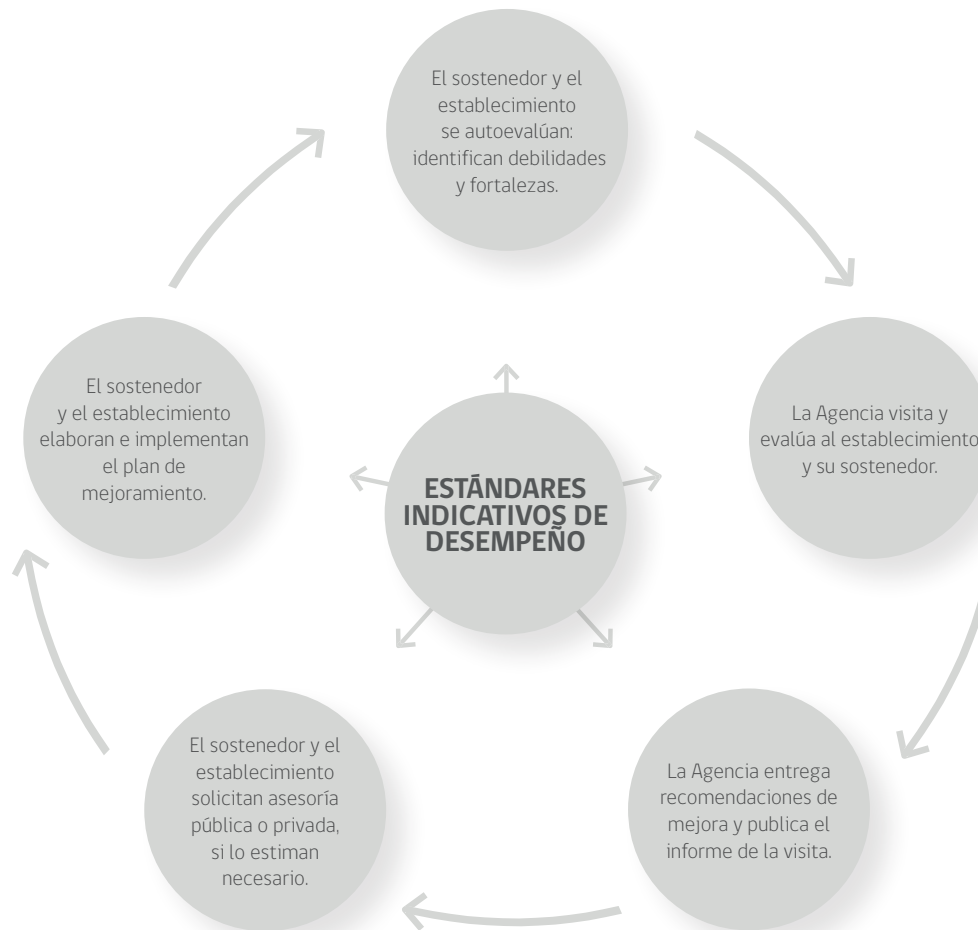 El sostenedor y el
establecimiento
se autoevalúan:
identifican debilidades
y fortalezas.
La Agencia visita y
evalúa al establecimiento
y su sostenedor.
La Agencia entrega
recomendaciones de
mejora y publica el
informe de la visita.
El sostenedor y el
establecimiento
solicitan asesoría
pública o privada,
si lo estiman
necesario.
El sostenedor
y el establecimiento
elaboran e implementan
el plan de
mejoramiento.
ESTÁNDARES
INDICATIVOS DE
DESEMPEÑO